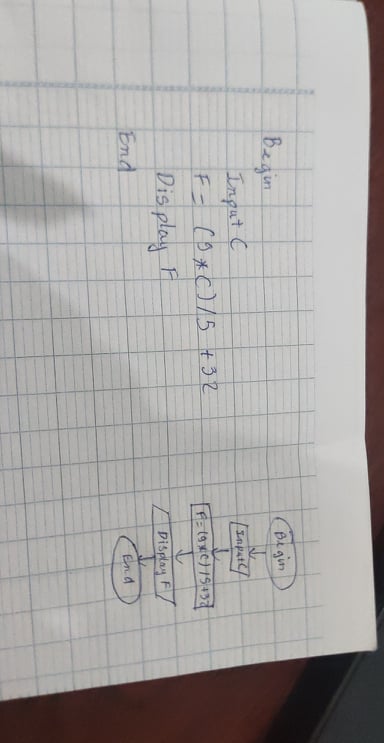 Begin
Input C
F = (9*C)/5 + 32
Display F
End
Begin
Input C
F = (9*C)/5+32
Display F
End